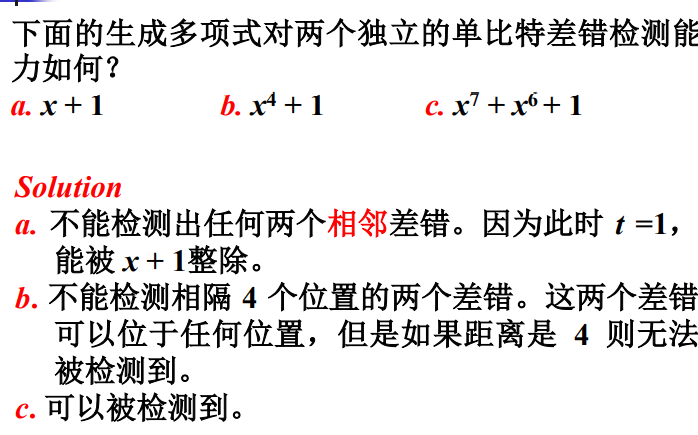 下面的生成多项式对两个独立的单比特差错检测能
力如何？
a. x + 1 b. x⁴ + 1 c. x⁷ + x⁶ + 1
Solution
a. 不能检测出任何两个相邻差错。因为此时 t =1，
能被 x + 1整除。
b. 不能检测相隔 4 个位置的两个差错。这两个差错
可以位于任何位置，但是如果距离是 4 则无法
被检测到。
c. 可以被检测到。